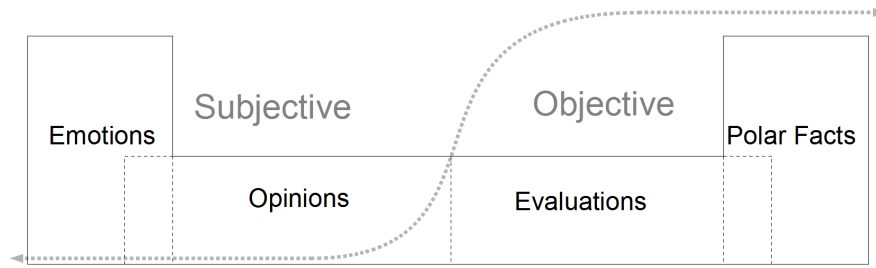 Subjective
Objective
Emotions
Polar Facts
Opinions
Evaluations